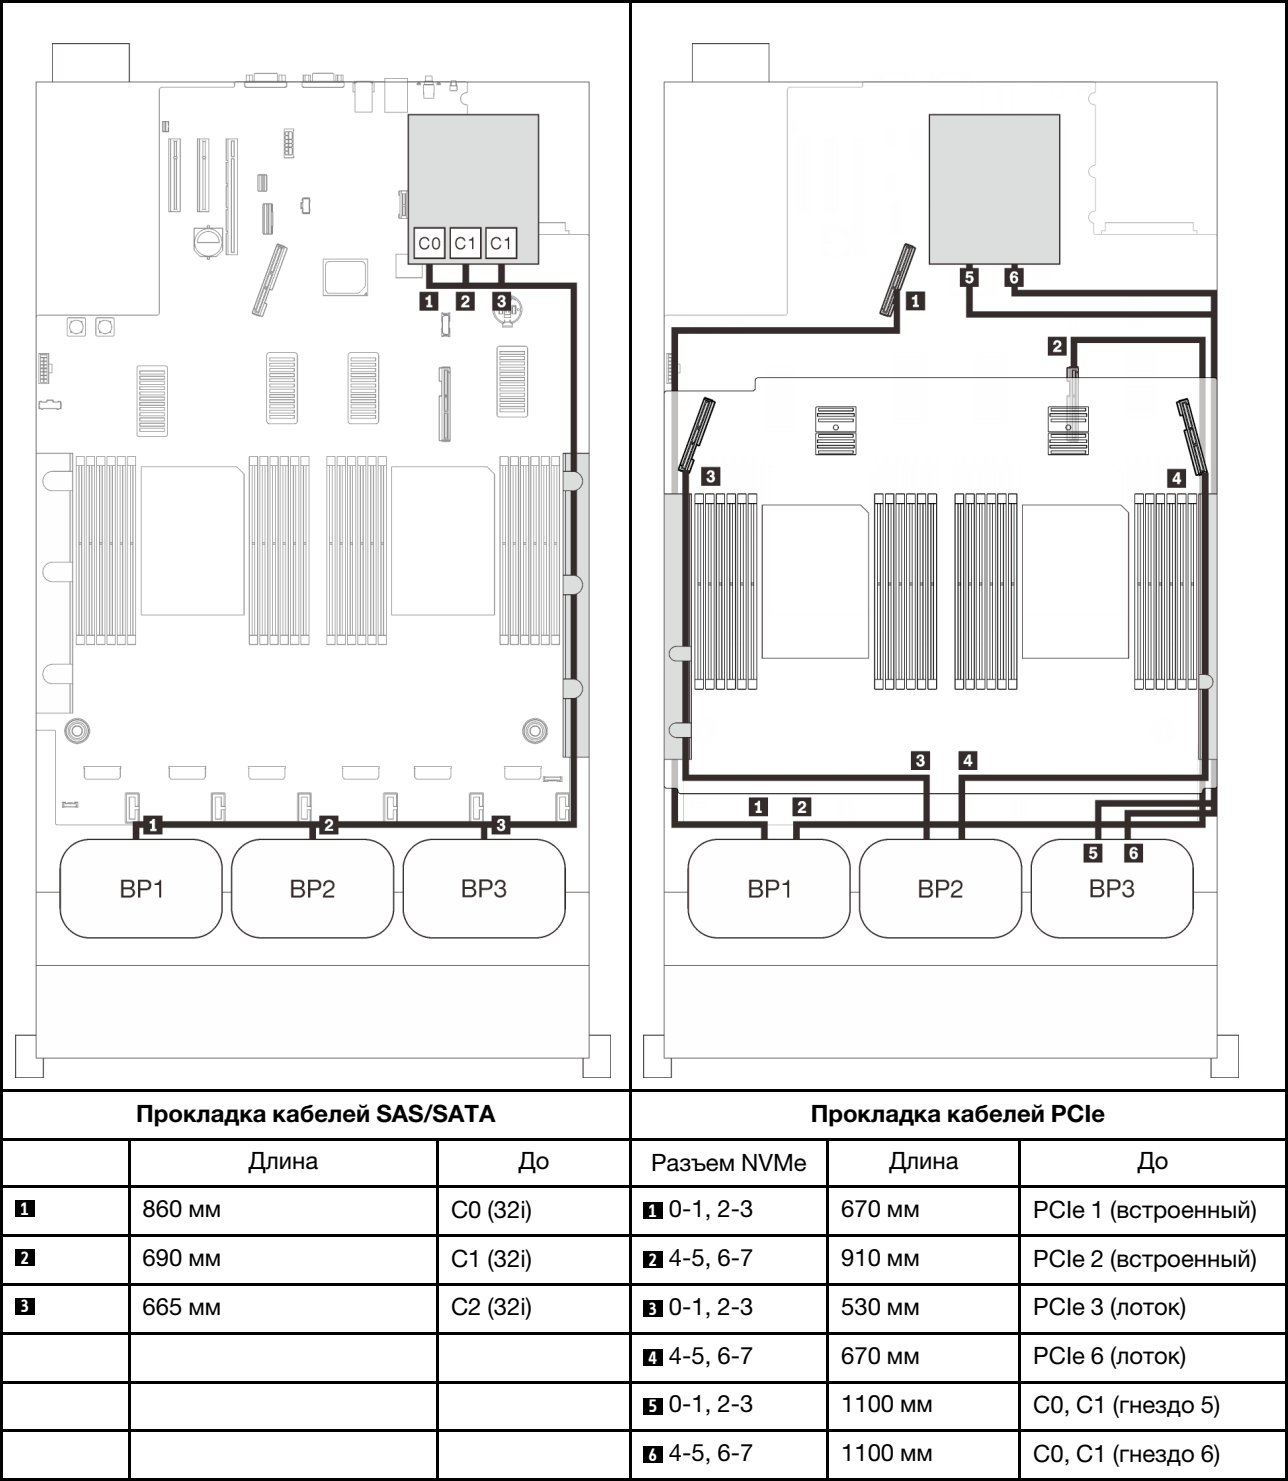 C0 C1 C1
1 2 3
1 2 3
BP1 BP2 BP3
5 6
1
2
3 4
3 4
1 2
5 6
BP1 BP2 BP3
Прокладка кабелей SAS/SATA
Длина До
1 860 мм C0 (32i)
2 690 мм C1 (32i)
3 665 мм C2 (32i)
Прокладка кабелей PCIe
Разъем NVMe Длина До
1 0-1, 2-3 670 мм PCIe 1 (встроенный)
2 4-5, 6-7 910 мм PCIe 2 (встроенный)
3 0-1, 2-3 530 мм PCIe 3 (лоток)
4 4-5, 6-7 670 мм PCIe 6 (лоток)
5 0-1, 2-3 1100 мм C0, C1 (гнездо 5)
6 4-5, 6-7 1100 мм C0, C1 (гнездо 6)